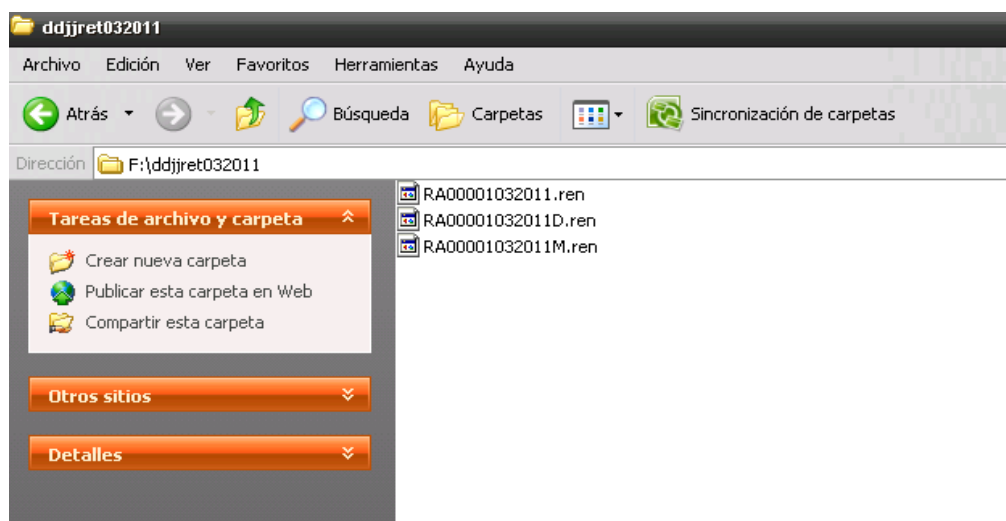 ddjjret032011
Archivo Edición Ver Favoritos Herramientas Ayuda
Atrás Búsqueda Carpetas Sincronización de carpetas
Dirección F:\ddjjret032011
Tareas de archivo y carpeta
Crear nueva carpeta
Publicar esta carpeta en Web
Compartir esta carpeta
Otros sitios
Detalles
RA00001032011.ren
RA00001032011D.ren
RA00001032011M.ren